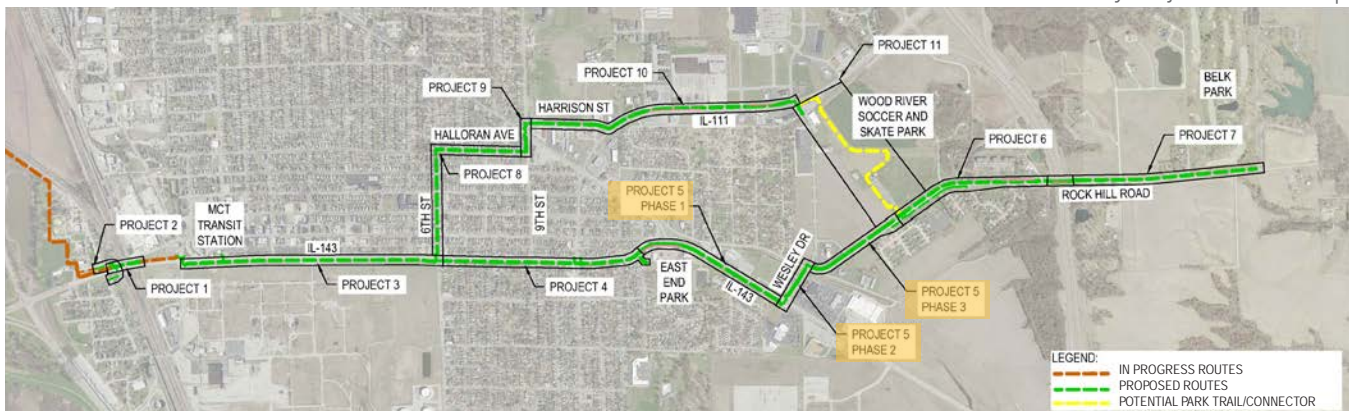 PROJECT 11
PROJECT 10
PROJECT 9
HARRISON ST
IL-111
BELK
PARK
WOOD RIVER
SOCCER AND
SKATE PARK
HALLORAN AVE
PROJECT 6
PROJECT 7
PROJECT 8
PROJECT 5
PHASE 1
ROCK HILL ROAD
MCT
TRANSIT
STATION
6TH ST
9TH ST
PROJECT 2
IL-143
WESLEY DR
EAST
END
PARK
PROJECT 1
PROJECT 3
PROJECT 4
IL-143
PROJECT 5
PHASE 3
PROJECT 5
PHASE 2
LEGEND:
IN PROGRESS ROUTES
PROPOSED ROUTES
POTENTIAL PARK TRAIL/CONNECTOR